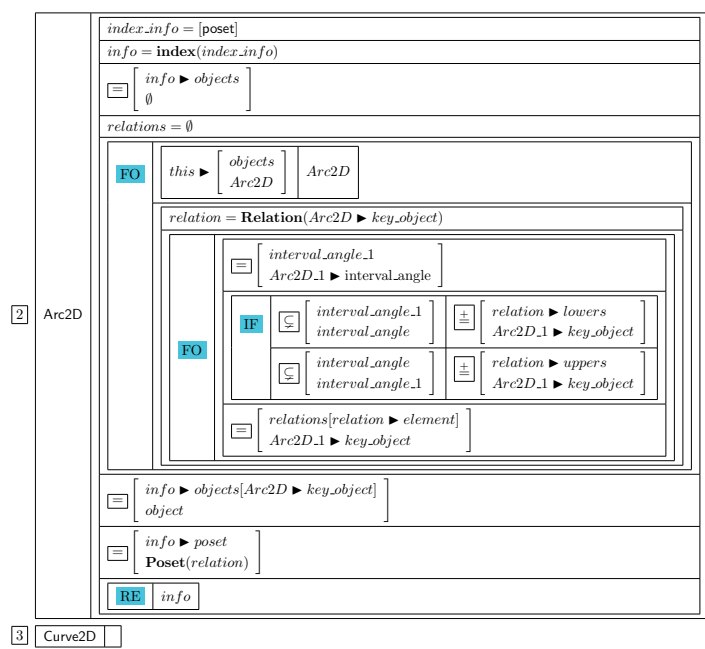 index_info = [poset]
info = index(index_info)
= [ info ► objects
∅ ]
relations = ∅
FO this ► [ objects
Arc2D ] Arc2D
relation = Relation(Arc2D ► key_object)
FO
= [ interval_angle_1
Arc2D_1 ► interval_angle ]
IF ⊊ [ interval_angle_1
interval_angle ] ± [ relation ► lowers
Arc2D_1 ► key_object ]
⊊ [ interval_angle
interval_angle_1 ] ± [ relation ► uppers
Arc2D_1 ► key_object ]
= [ relations[relation ► element]
Arc2D_1 ► key_object ]
2 Arc2D
= [ info ► objects[Arc2D ► key_object]
object ]
= [ info ► poset
Poset(relation) ]
RE info
3 Curve2D